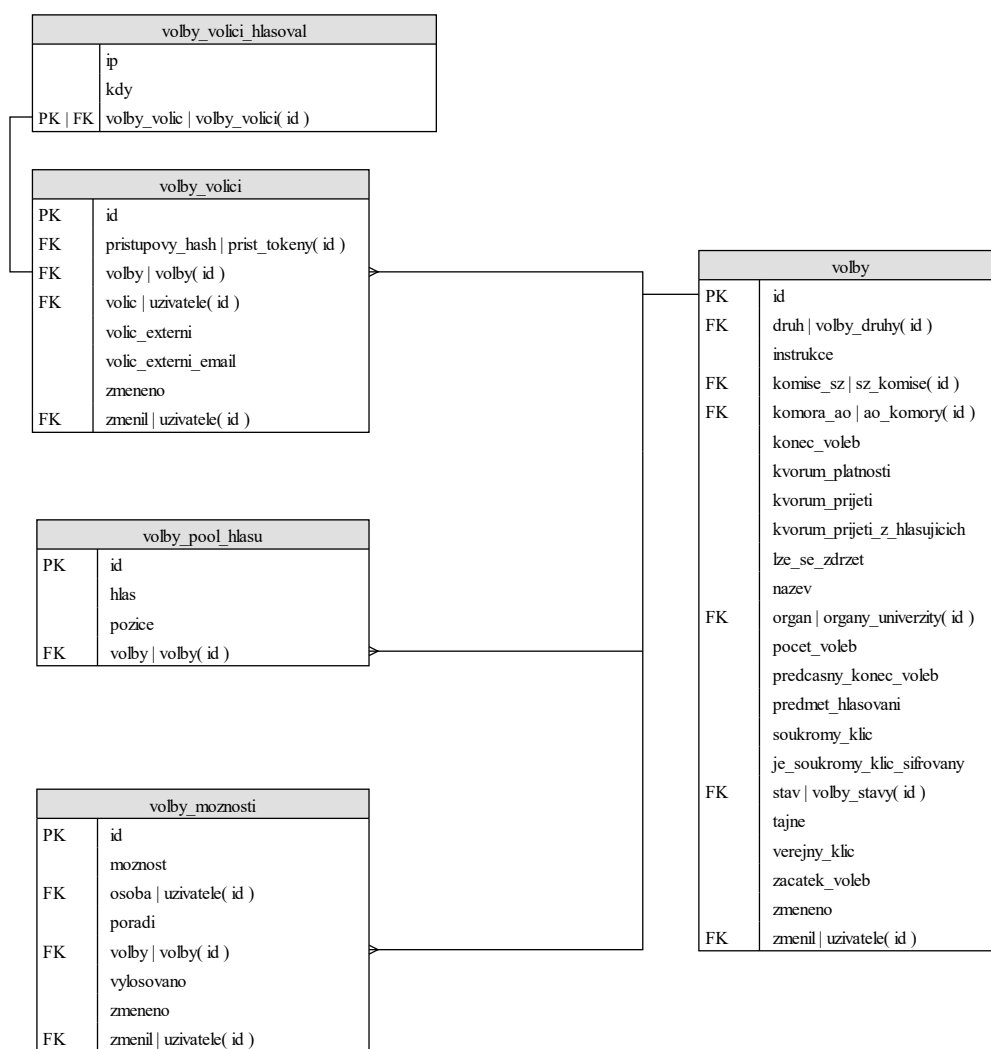 volby_volici_hlasoval
ip
kdy
PK | FK volby_volic | volby_volici( id )
volby_volici
PK id
FK pristupovy_hash | prist_tokeny( id )
FK volby | volby( id )
FK volic | uzivatele( id )
volic_externi
volic_externi_email
zmeneno
FK zmenil | uzivatele( id )
volby_pool_hlasu
PK id
hlas
pozice
FK volby | volby( id )
volby_moznosti
PK id
moznost
FK osoba | uzivatele( id )
poradi
FK volby | volby( id )
vylosovano
zmeneno
FK zmenil | uzivatele( id )
volby
PK id
FK druh | volby_druhy( id )
instrukce
FK komise_sz | sz_komise( id )
FK komora_ao | ao_komory( id )
konec_voleb
kvorum_platnosti
kvorum_prijeti
kvorum_prijeti_z_hlasujicich
lze_se_zdrzet
nazev
FK organ | organy_univerzity( id )
pocet_voleb
predcasny_konec_voleb
predmet_hlasovani
soukromy_klic
je_soukromy_klic_sifrovany
FK stav | volby_stavy( id )
tajne
verejny_klic
zacatek_voleb
zmeneno
FK zmenil | uzivatele( id )